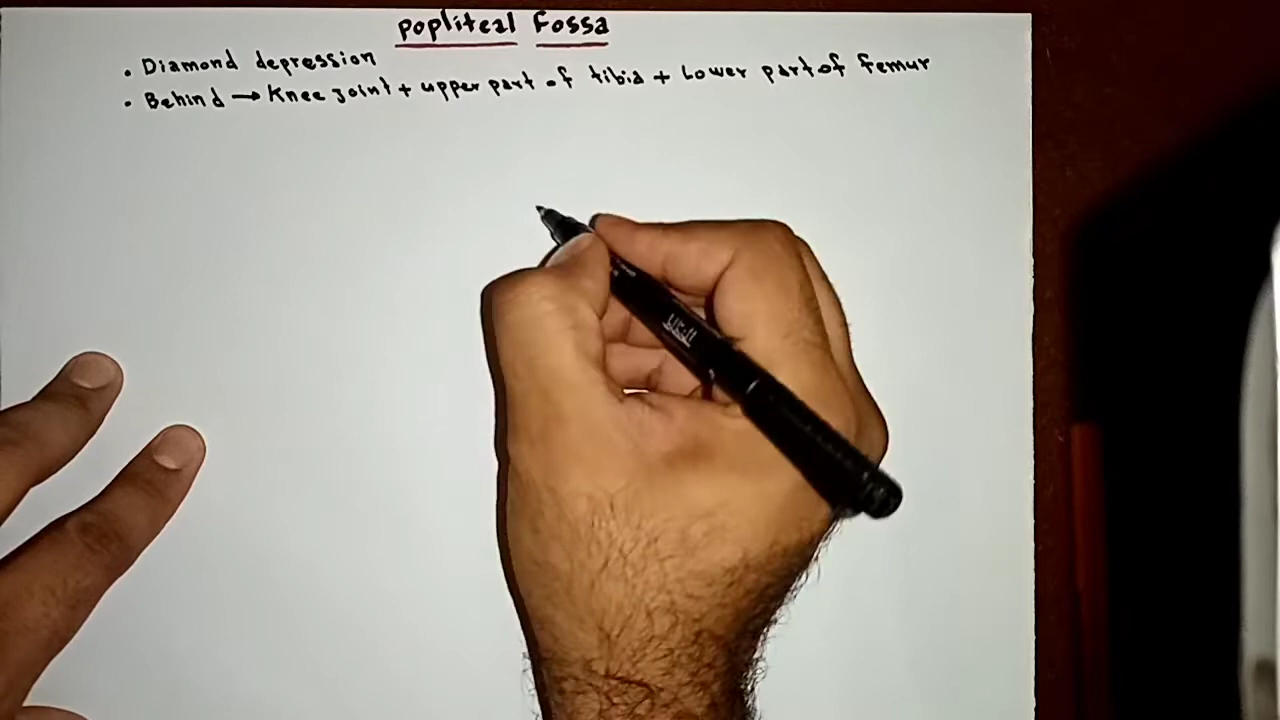 popliteal Fossa
• Diamond depression
• Behind → Knee joint + upper part of tibia + Lower part of femur